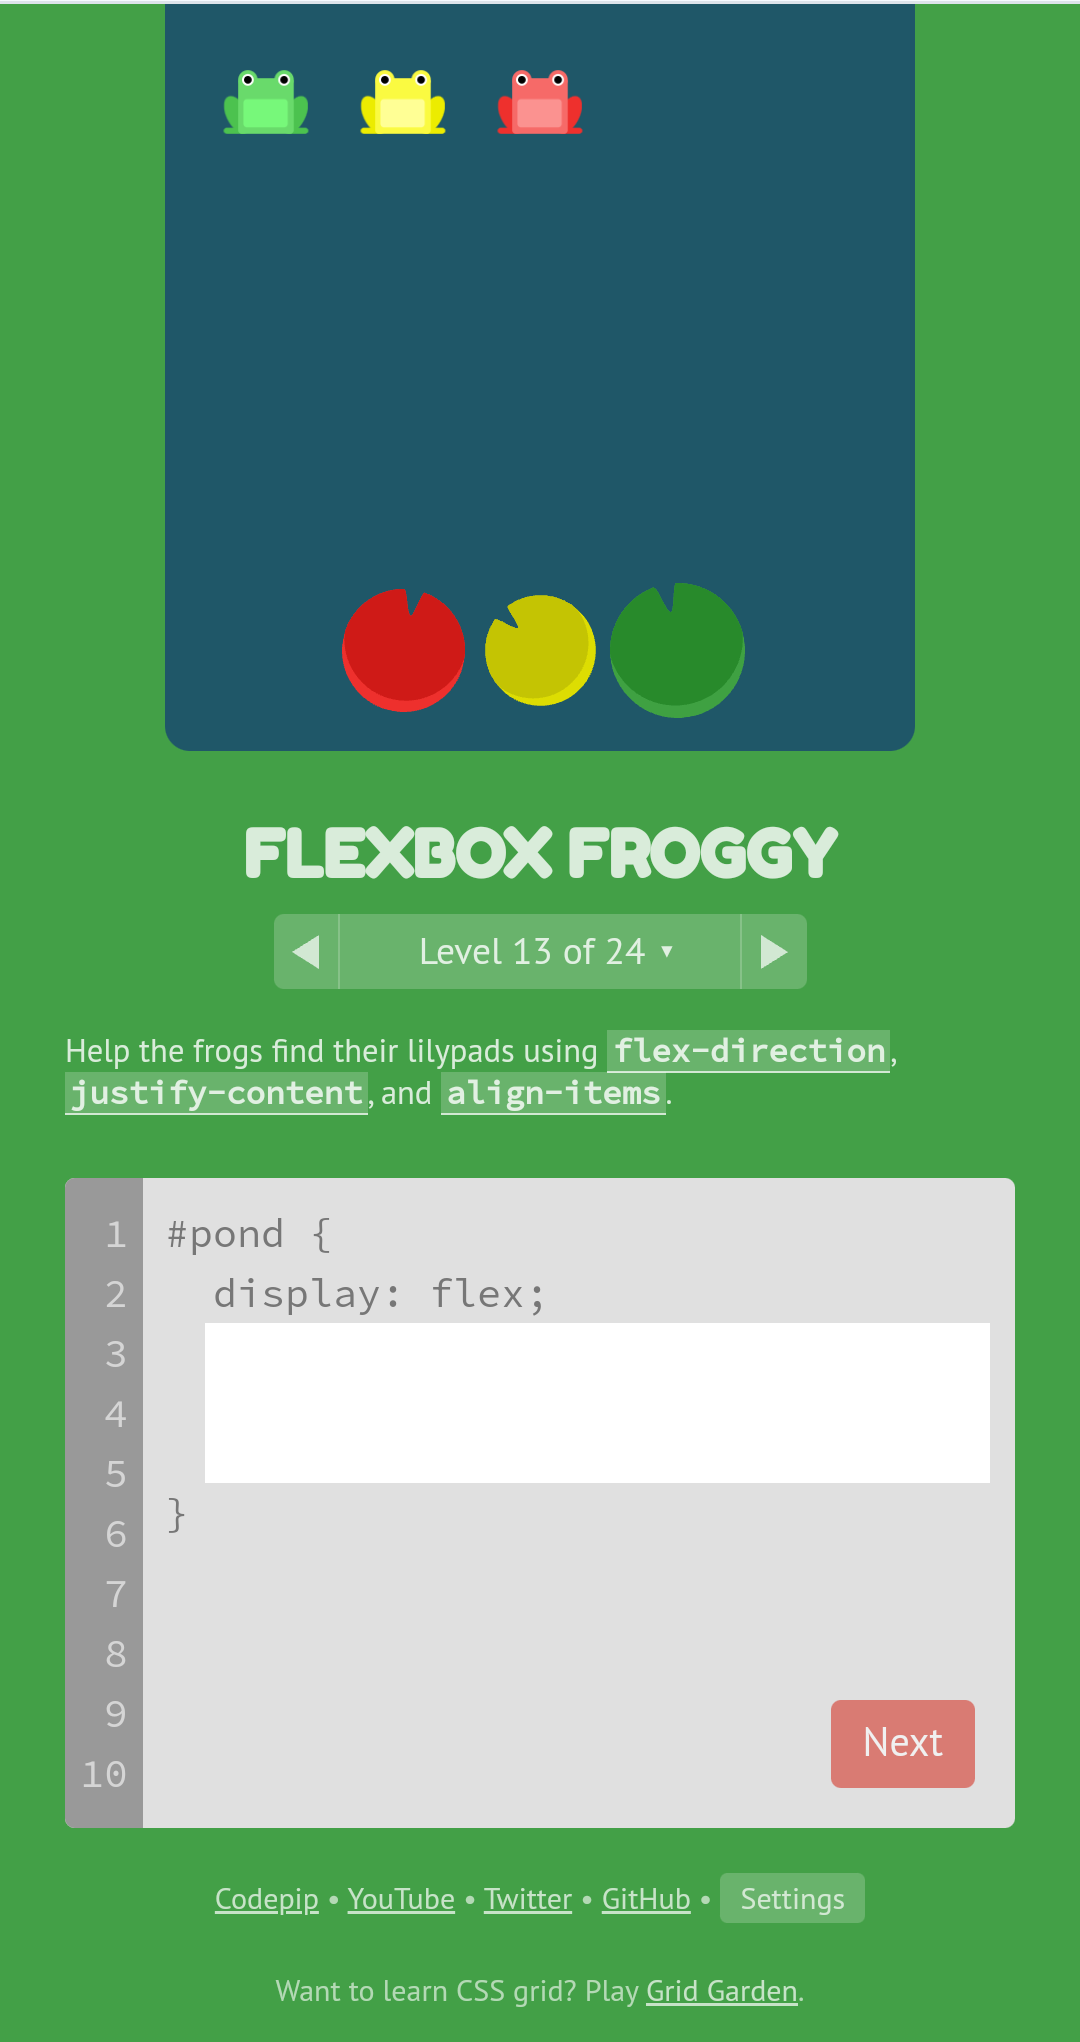 FLEXBOX FROGGY
Level 13 of 24 ▾
Help the frogs find their lilypads using flex-direction,
justify-content, and align-items.
1 #pond {
2 display: flex;
3
4
5
}
6
7
8
9
Next
10
Codepip • YouTube • Twitter • GitHub • Settings
Want to learn CSS grid? Play Grid Garden.